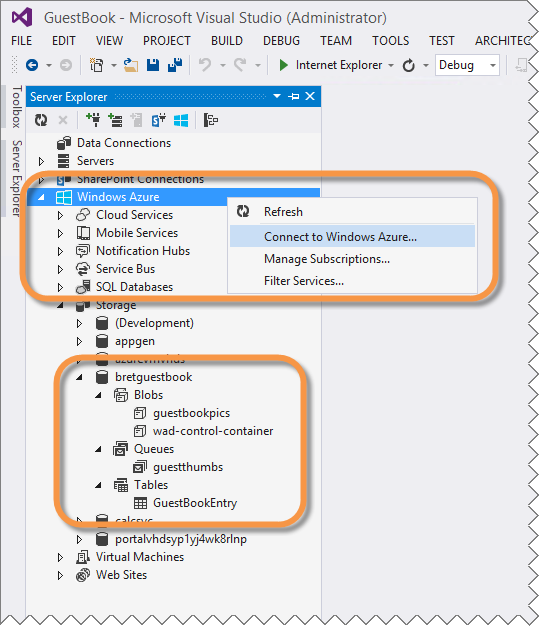 GuestBook - Microsoft Visual Studio (Administrator)
FILE EDIT VIEW PROJECT BUILD DEBUG TEAM TOOLS TEST ARCHITEC
Internet Explorer Debug
Toolbox
Server Explorer
Server Explorer
Data Connections
Servers
SharePoint Connections
Windows Azure
Cloud Services
Mobile Services
Notification Hubs
Service Bus
SQL Databases
Refresh
Connect to Windows Azure...
Manage Subscriptions...
Filter Services...
Storage
(Development)
appgen
azurevmvhds
bretguestbook
Blobs
guestbookpics
wad-control-container
Queues
guestthumbs
Tables
GuestBookEntry
calcsvc
portalvhdsyp1yj4wk8rlnp
Virtual Machines
Web Sites